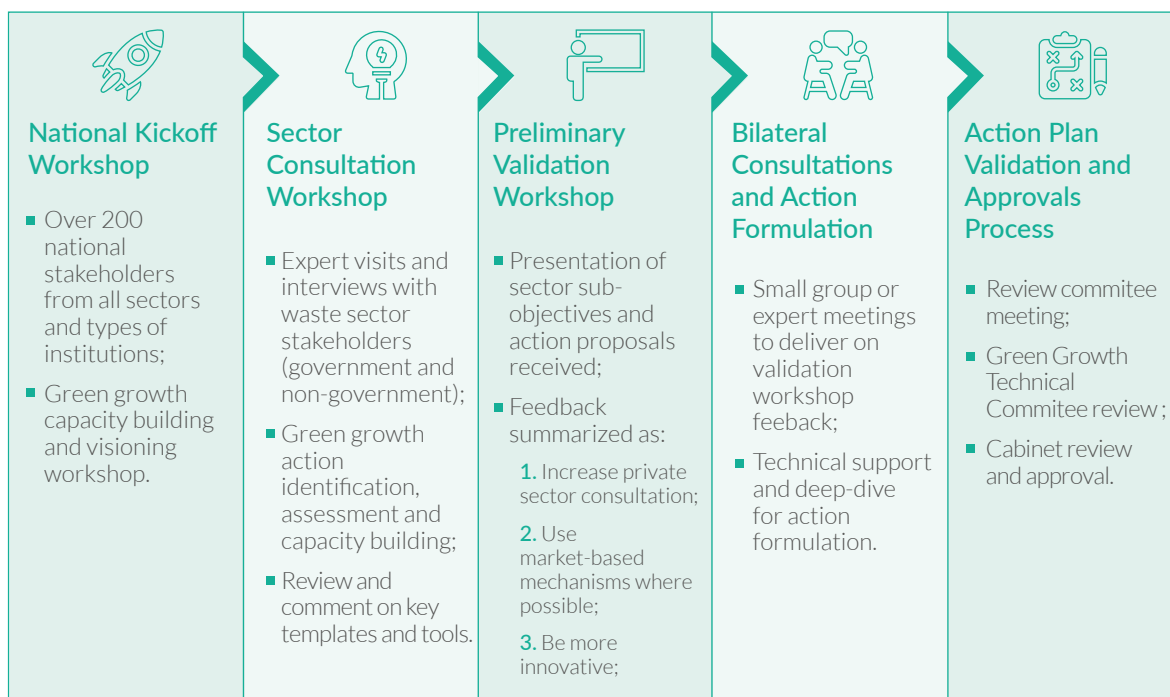 National Kickoff
Workshop
Over 200
national
stakeholders
from all sectors
and types of
institutions;
Green growth
capacity building
and visioning
workshop.
Sector
Consultation
Workshop
Expert visits and
interviews with
waste sector
stakeholders
(government and
non-government);
Green growth
action
identification,
assessment and
capacity building;
Review and
comment on key
templates and tools.
Preliminary
Validation
Workshop
Presentation of
sector sub-
objectives and
action proposals
received;
Feedback
summarized as:
1. Increase private
sector consultation;
2. Use
market-based
mechanisms where
possible;
3. Be more
innovative;
Bilateral
Consultations
and Action
Formulation
Small group or
expert meetings
to deliver on
validation
workshop
feeback;
Technical support
and deep-dive
for action
formulation.
Action Plan
Validation and
Approvals
Process
Review commitee
meeting;
Green Growth
Technical
Commitee review ;
Cabinet review
and approval.